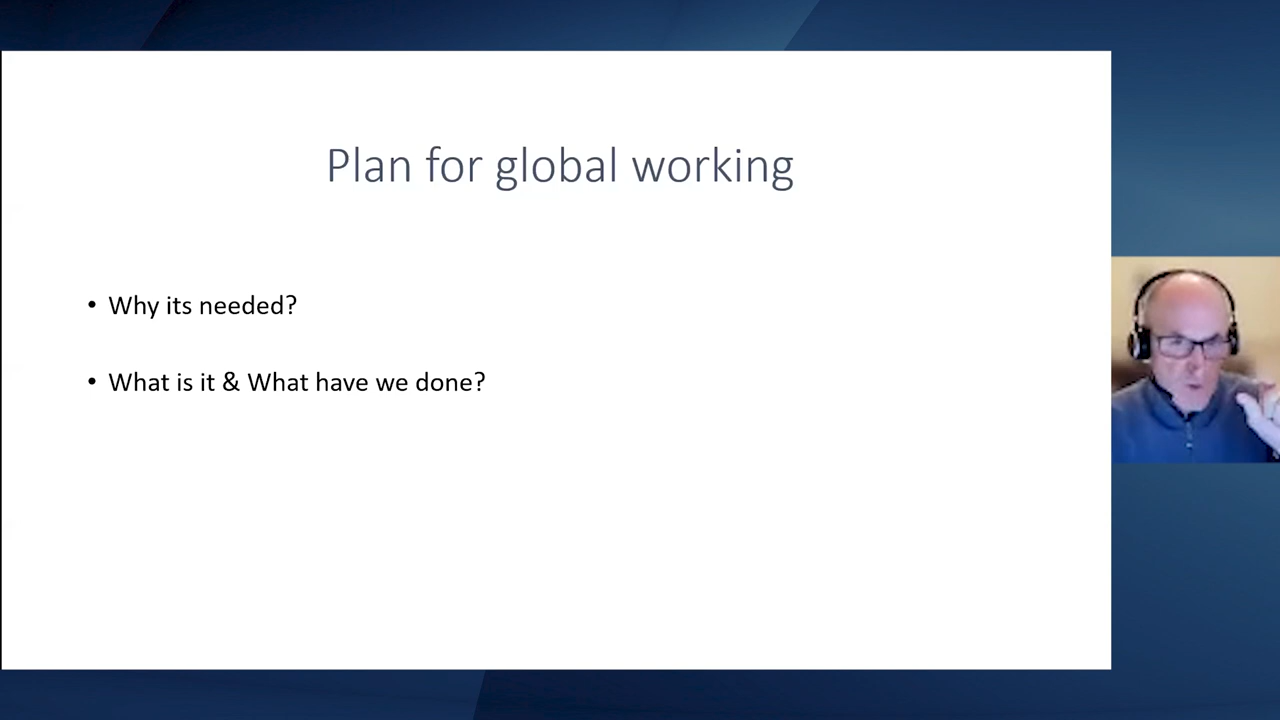 Plan for global working
• Why its needed?
• What is it & What have we done?